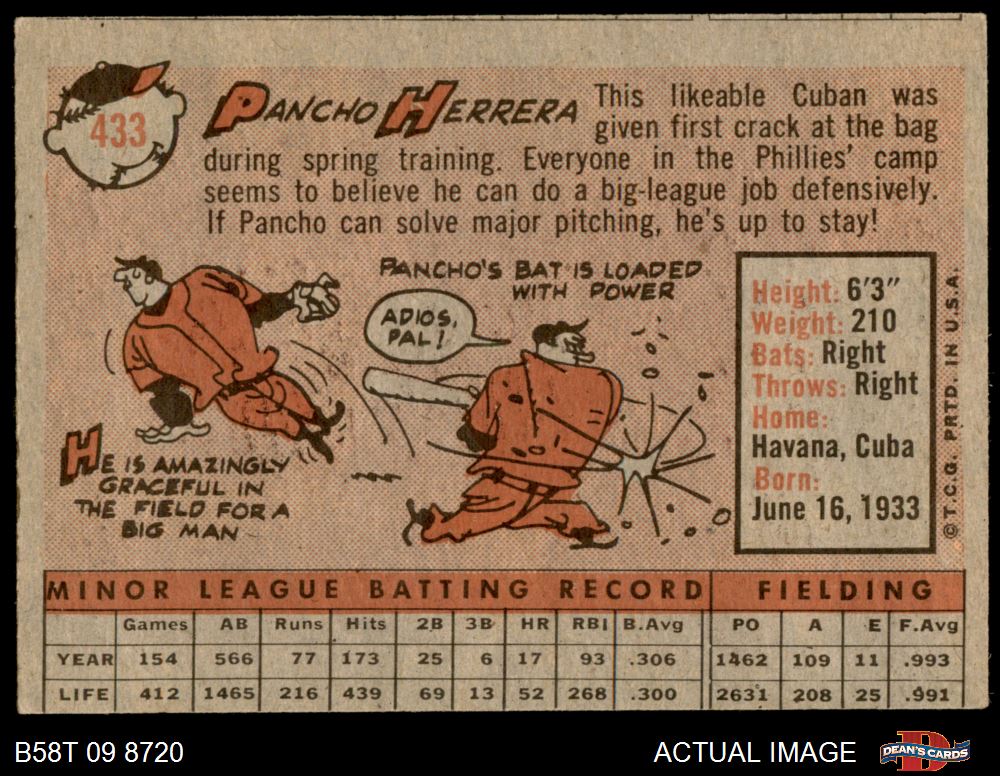 433
PANCHO HERRERA
This likeable Cuban was
given first crack at the bag
during spring training. Everyone in the Phillies' camp
seems to believe he can do a big-league job defensively.
If Pancho can solve major pitching, he's up to stay!
PANCHO'S BAT IS LOADED
WITH POWER
ADIOS,
PAL!
HE IS AMAZINGLY
GRACEFUL IN
THE FIELD FOR A
BIG MAN
Height: 6'3"
Weight: 210
Bats: Right
Throws: Right
Home:
Havana, Cuba
Born:
June 16, 1933
©T.C.G. PRTD. IN U.S.A.
MINOR LEAGUE BATTING RECORD FIELDING
Games AB Runs Hits 2B 3B HR RBI B.Avg PO A E F.Avg
YEAR 154 566 77 173 25 6 17 93 .306 1462 109 11 .993
LIFE 412 1465 216 439 69 13 52 268 .300 2631 208 25 .991
B58T 09 8720
ACTUAL IMAGE
DEAN'S CARDS